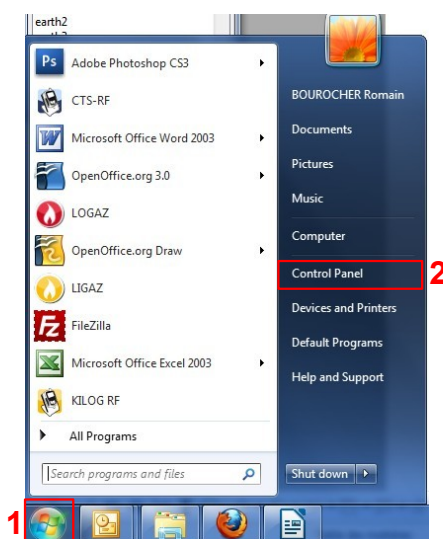 earth2
Ps Adobe Photoshop CS3
CTS-RF
Microsoft Office Word 2003
OpenOffice.org 3.0
LOGAZ
OpenOffice.org Draw
LIGAZ
FileZilla
Microsoft Office Excel 2003
KILOG RF
All Programs
Search programs and files
BOUROCHER Romain
Documents
Pictures
Music
Computer
Control Panel
2
Devices and Printers
Default Programs
Help and Support
Shut down
1